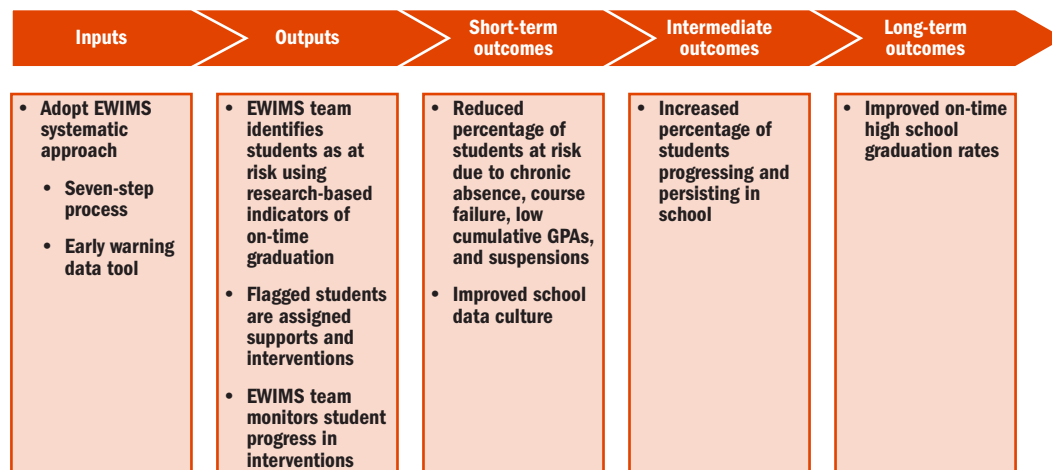 Inputs
Outputs
Short-term
outcomes
Intermediate
outcomes
Long-term
outcomes
• Adopt EWIMS
systematic
approach
• Seven-step
process
• Early warning
data tool
• EWIMS team
identifies
students as at
risk using
research-based
indicators of
on-time
graduation
• Flagged students
are assigned
supports and
interventions
• EWIMS team
monitors student
progress in
interventions
• Reduced
percentage of
students at risk
due to chronic
absence, course
failure, low
cumulative GPAs,
and suspensions
• Improved school
data culture
• Increased
percentage of
students
progressing and
persisting in
school
• Improved on-time
high school
graduation rates